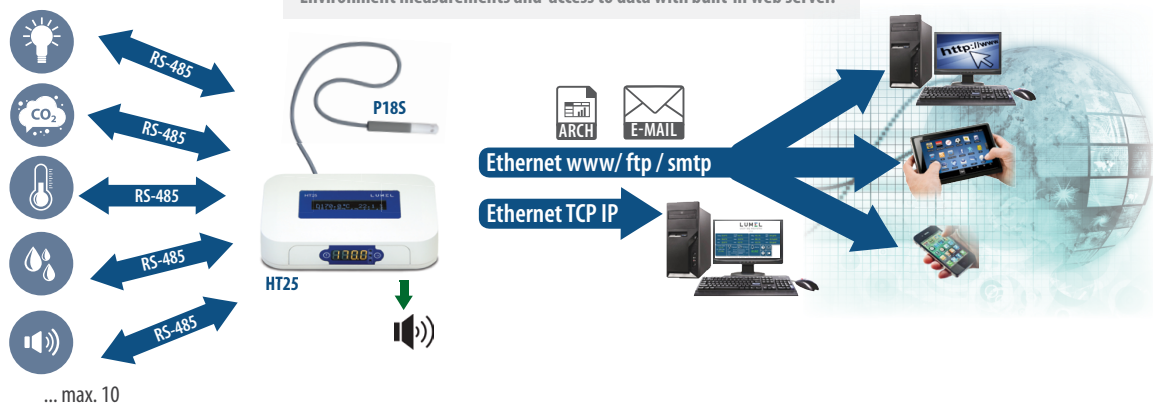 Environment measurements and access to data with built-in web server.
RS-485
CO2
RS-485
RS-485
RS-485
RS-485
... max. 10
P18S
HT25
LUMEL
HT25
ARCH
E-MAIL
Ethernet www/ ftp / smtp
Ethernet TCP IP
LUMEL
http://www